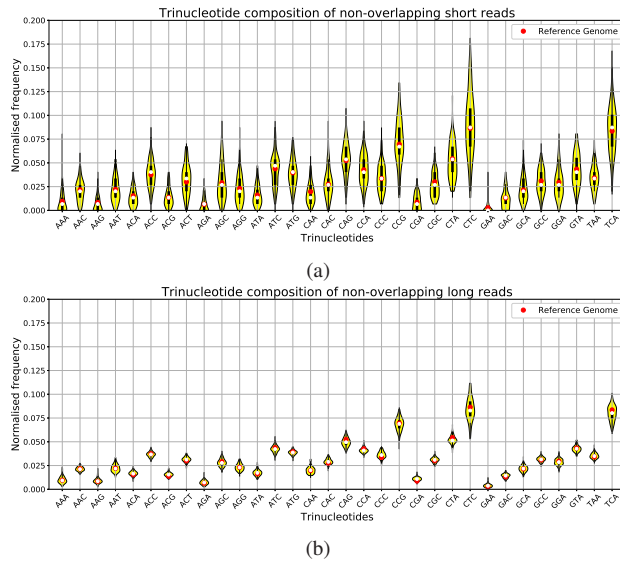 Trinucleotide composition of non-overlapping short reads
0.200
0.175
0.150
0.125
0.100
0.075
0.050
0.025
0.000
Normalised frequency
Reference Genome
AAA AAC AAG AAT ACA ACC ACG ACT AGA AGC AGG ATA ATC ATG CAA CAC CAG CCA CCC CCG CGA CGC CTA CTC GAA GAC GCA GCC GGA GTA TAA TCA
Trinucleotides
(a)
Trinucleotide composition of non-overlapping long reads
0.200
0.175
0.150
0.125
0.100
0.075
0.050
0.025
0.000
Normalised frequency
Reference Genome
AAA AAC AAG AAT ACA ACC ACG ACT AGA AGC AGG ATA ATC ATG CAA CAC CAG CCA CCC CCG CGA CGC CTA CTC GAA GAC GCA GCC GGA GTA TAA TCA
Trinucleotides
(b)